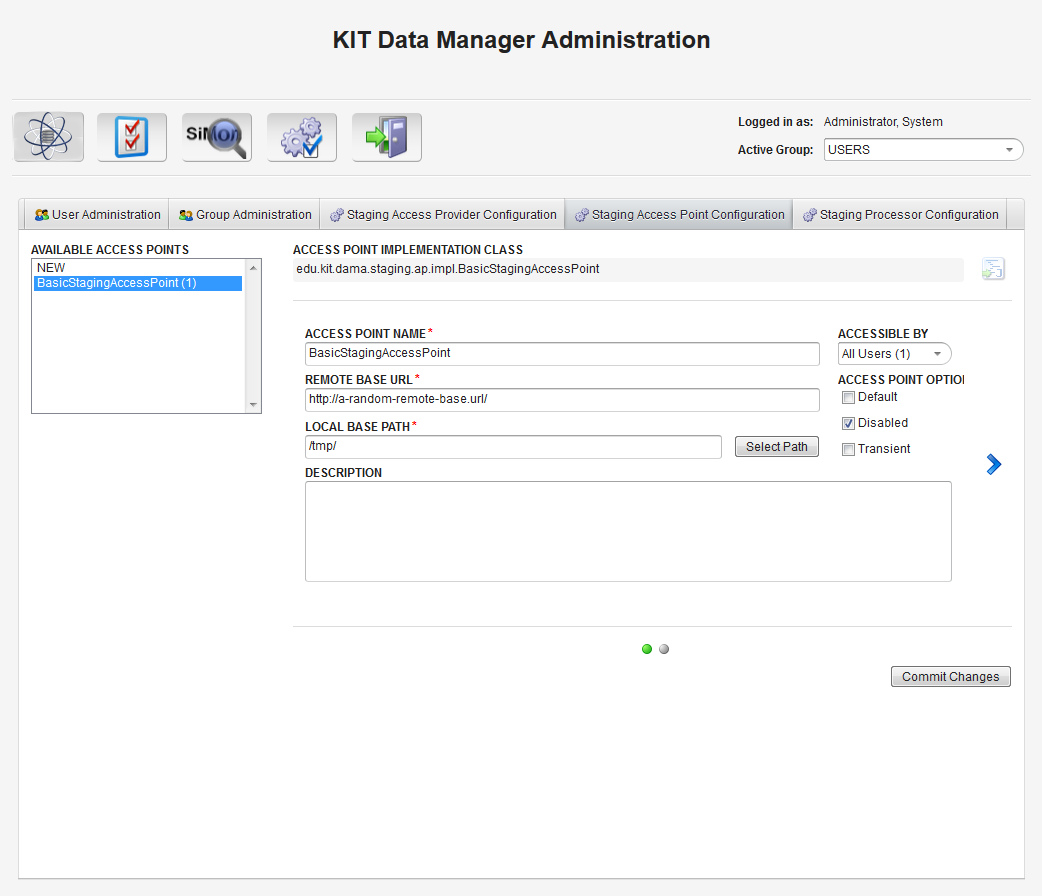 KIT Data Manager Administration
SiMon
Logged in as: Administrator, System
Active Group: USERS
User Administration Group Administration Staging Access Provider Configuration Staging Access Point Configuration Staging Processor Configuration
AVAILABLE ACCESS POINTS
NEW
BasicStagingAccessPoint (1)
ACCESS POINT IMPLEMENTATION CLASS
edu.kit.dama.staging.ap.impl.BasicStagingAccessPoint
ACCESS POINT NAME*
BasicStagingAccessPoint
REMOTE BASE URL*
http://a-random-remote-base.url/
LOCAL BASE PATH*
/tmp/
Select Path
ACCESSIBLE BY
All Users (1)
ACCESS POINT OPTIO
Default
Disabled
Transient
DESCRIPTION
Commit Changes